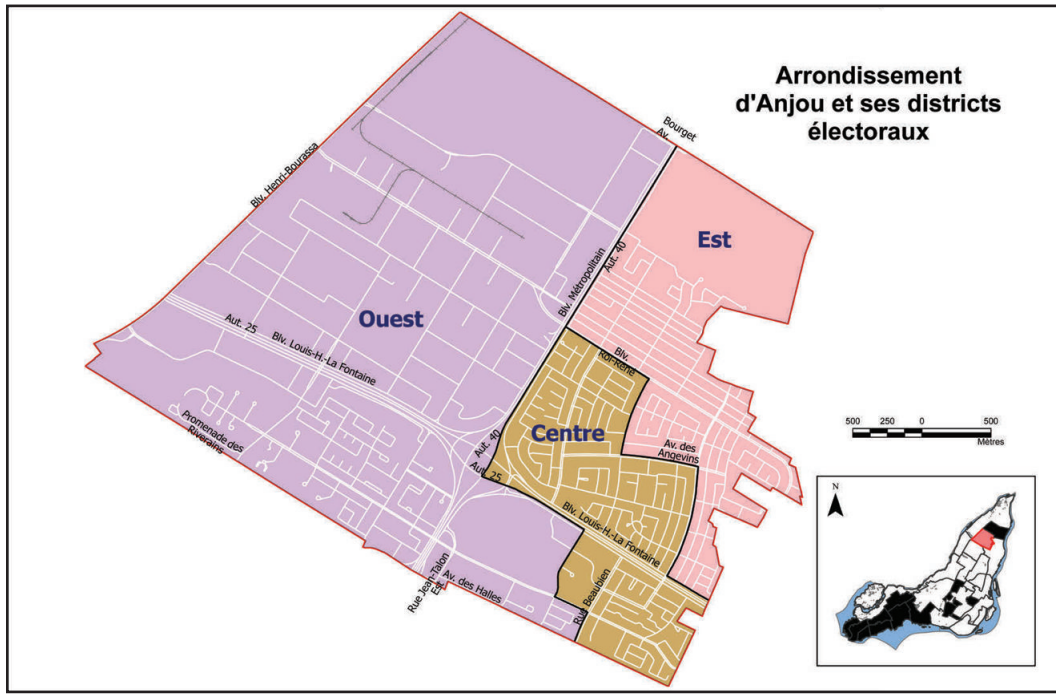 Arrondissement
d'Anjou et ses districts
électoraux
Bourget
Av.
Blv. Henri-Bourassa
Est
Blv. Métropolitain
Aut. 40
Ouest
Aut. 25
Blv. Louis-H.-La Fontaine
Blv.
Roi-René
Centre
Av. des
Angevins
Promenade des
Riverains
Aut. 40
Aut. 25
Blv. Louis-H.-La Fontaine
Rue Jean-Talon
Est
Av. des Halles
Rue Beaubien
500 250 0 500
Mètres
N